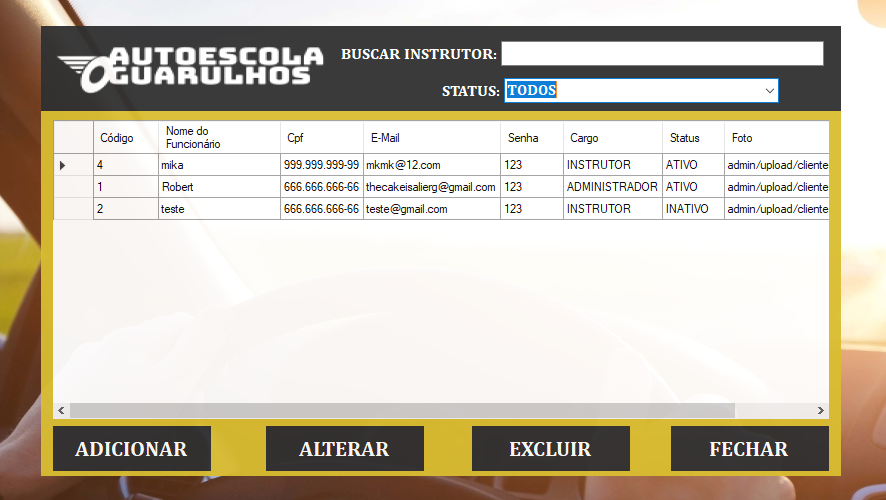 AUTOESCOLA
GUARULHOS
BUSCAR INSTRUTOR:
STATUS: TODOS
Código Nome do Funcionário Cpf E-Mail Senha Cargo Status Foto
4 mika 999.999.999-99 mkmk@12.com 123 INSTRUTOR ATIVO admin/upload/cliente
1 Robert 666.666.666-66 thecakeisalierg@gmail.com 123 ADMINISTRADOR ATIVO admin/upload/cliente
2 teste 666.666.666-66 teste@gmail.com 123 INSTRUTOR INATIVO admin/upload/cliente
ADICIONAR ALTERAR EXCLUIR FECHAR